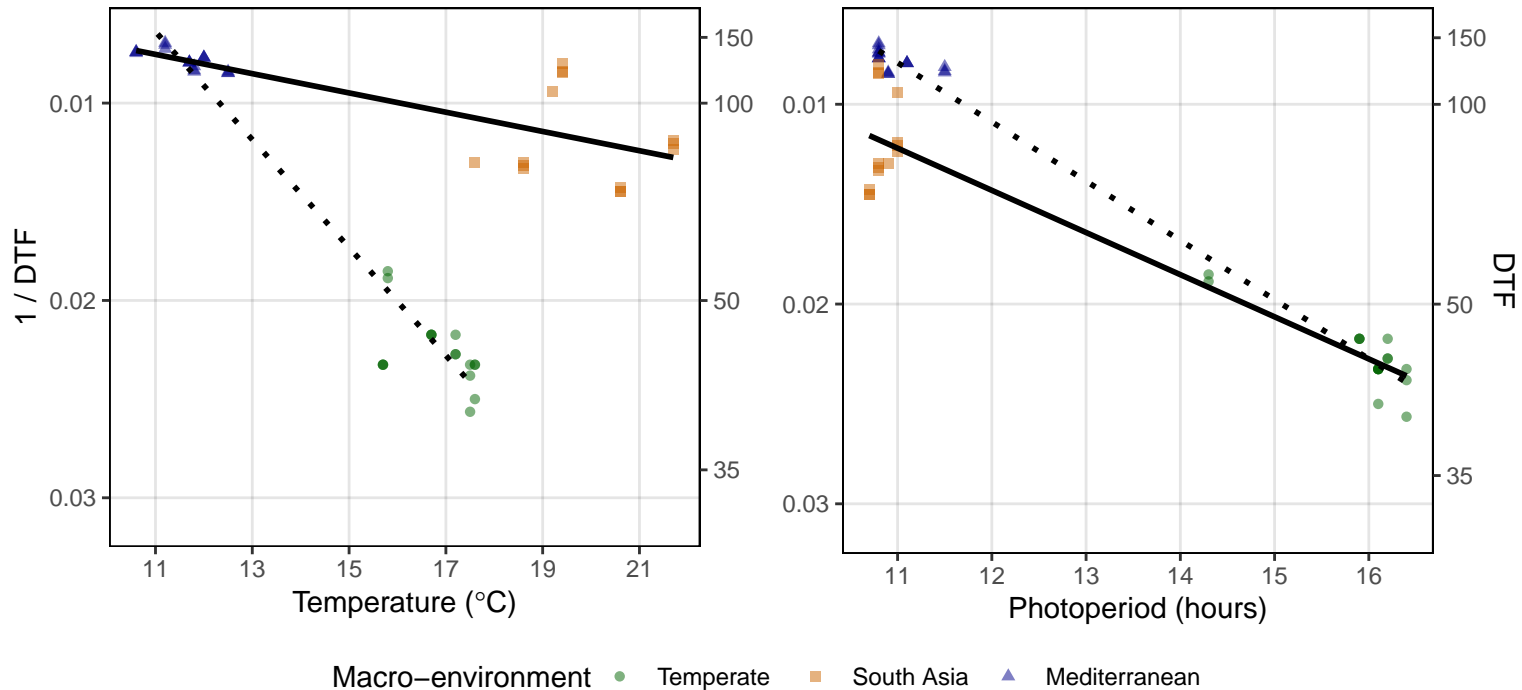 1 / DTF
0.01
0.02
0.03
150
100
50
35
11 13 15 17 19 21
Temperature (°C)
0.01
0.02
0.03
150
100
50
35
DTF
11 12 13 14 15 16
Photoperiod (hours)
Macro−environment Temperate South Asia Mediterranean